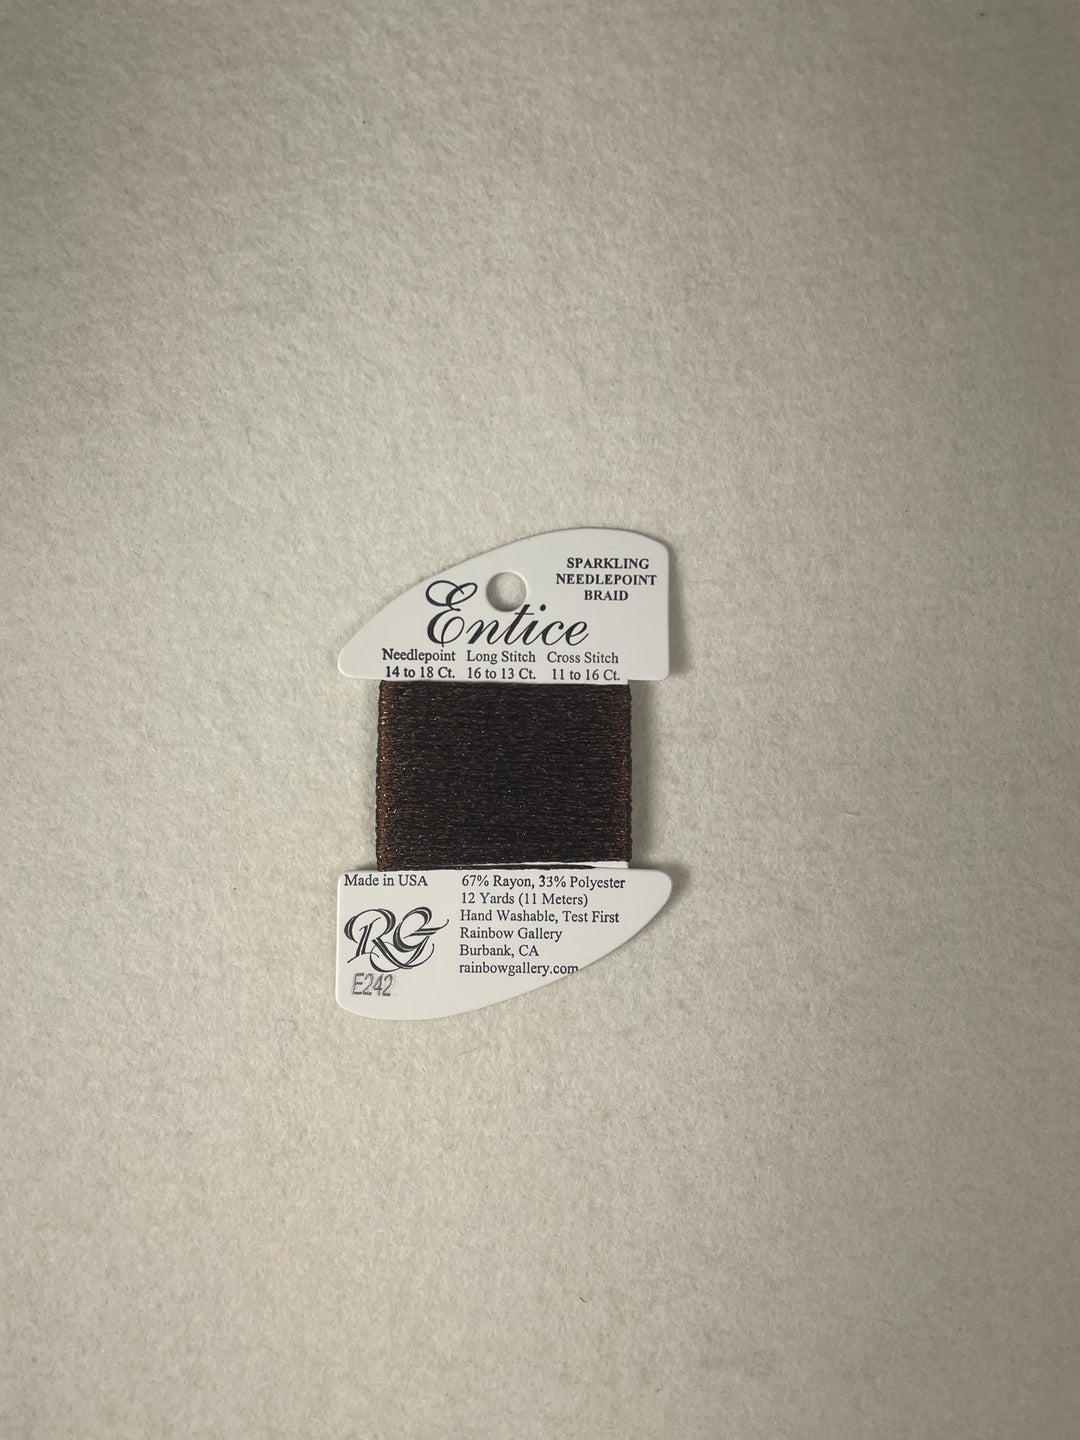 SPARKLING
NEEDLEPOINT
BRAID
Entice
Needlepoint Long Stitch Cross Stitch
14 to 18 Ct. 16 to 13 Ct. 11 to 16 Ct.
Made in USA
67% Rayon, 33% Polyester
12 Yards (11 Meters)
Hand Washable, Test First
Rainbow Gallery
Burbank, CA
rainbowgallery.com
RG
E242